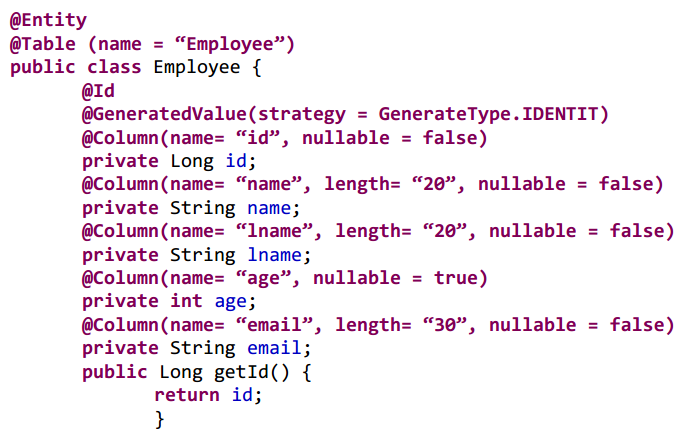 @Entity
@Table (name = “Employee”)
public class Employee {
@Id
@GeneratedValue(strategy = GenerateType.IDENTIT)
@Column(name= “id”, nullable = false)
private Long id;
@Column(name= “name”, length= “20”, nullable = false)
private String name;
@Column(name= “lname”, length= “20”, nullable = false)
private String lname;
@Column(name= “age”, nullable = true)
private int age;
@Column(name= “email”, length= “30”, nullable = false)
private String email;
public Long getId() {
return id;
}